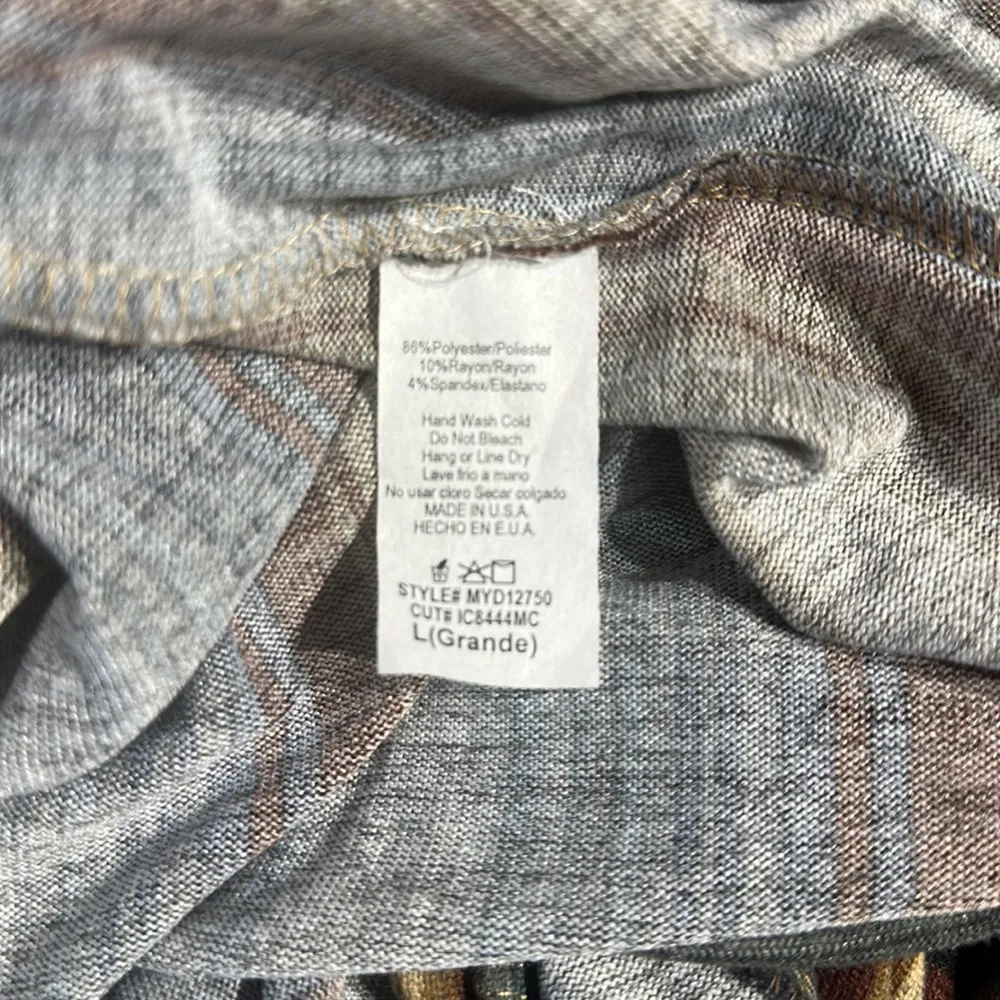 86%Polyester/Poliester
10%Rayon/Rayon
4%Spandex/Elastano
Hand Wash Cold
Do Not Bleach
Hang or Line Dry
Lave frio a mano
No usar cloro Secar colgado
MADE IN U.S.A.
HECHO EN E.U.A.
STYLE# MYD12750
CUT# IC8444MC
L(Grande)